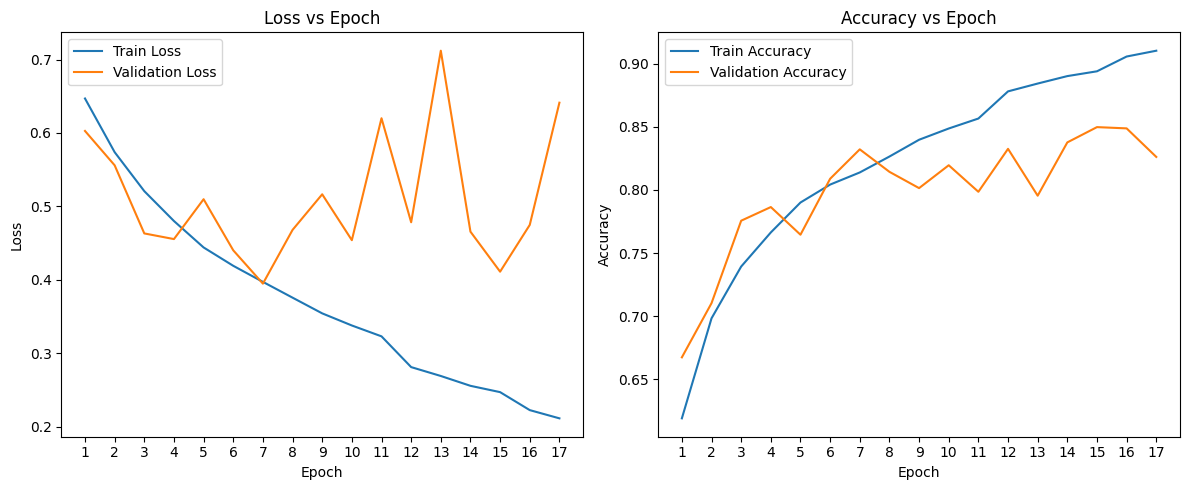 Loss vs Epoch
Train Loss
Validation Loss
0.7
0.6
0.5
0.4
0.3
0.2
Loss
1 2 3 4 5 6 7 8 9 10 11 12 13 14 15 16 17
Epoch
Accuracy vs Epoch
Train Accuracy
Validation Accuracy
0.90
0.85
0.80
0.75
0.70
0.65
Accuracy
1 2 3 4 5 6 7 8 9 10 11 12 13 14 15 16 17
Epoch